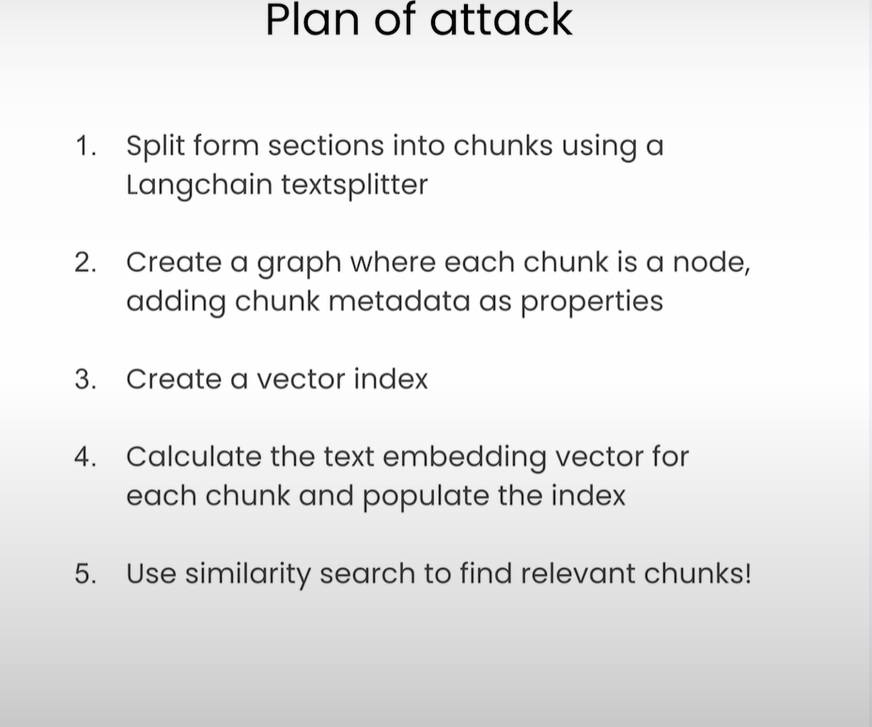 Plan of attack
1. Split form sections into chunks using a
Langchain textsplitter
2. Create a graph where each chunk is a node,
adding chunk metadata as properties
3. Create a vector index
4. Calculate the text embedding vector for
each chunk and populate the index
5. Use similarity search to find relevant chunks!